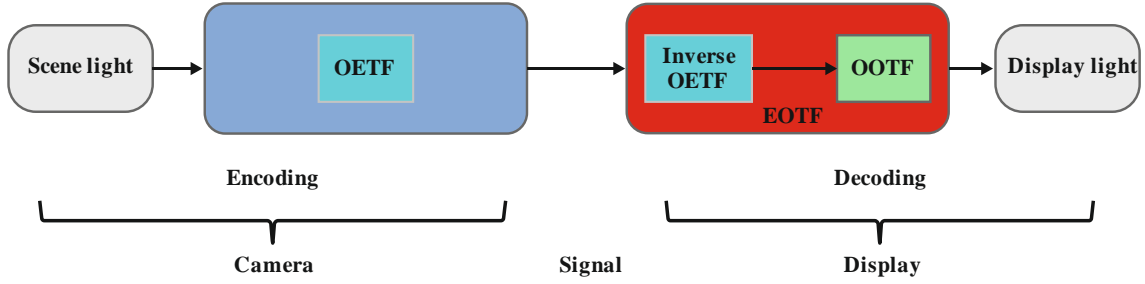 Scene light
OETF
Inverse
OETF
OOTF
EOTF
Display light
Encoding
Decoding
Camera
Signal
Display